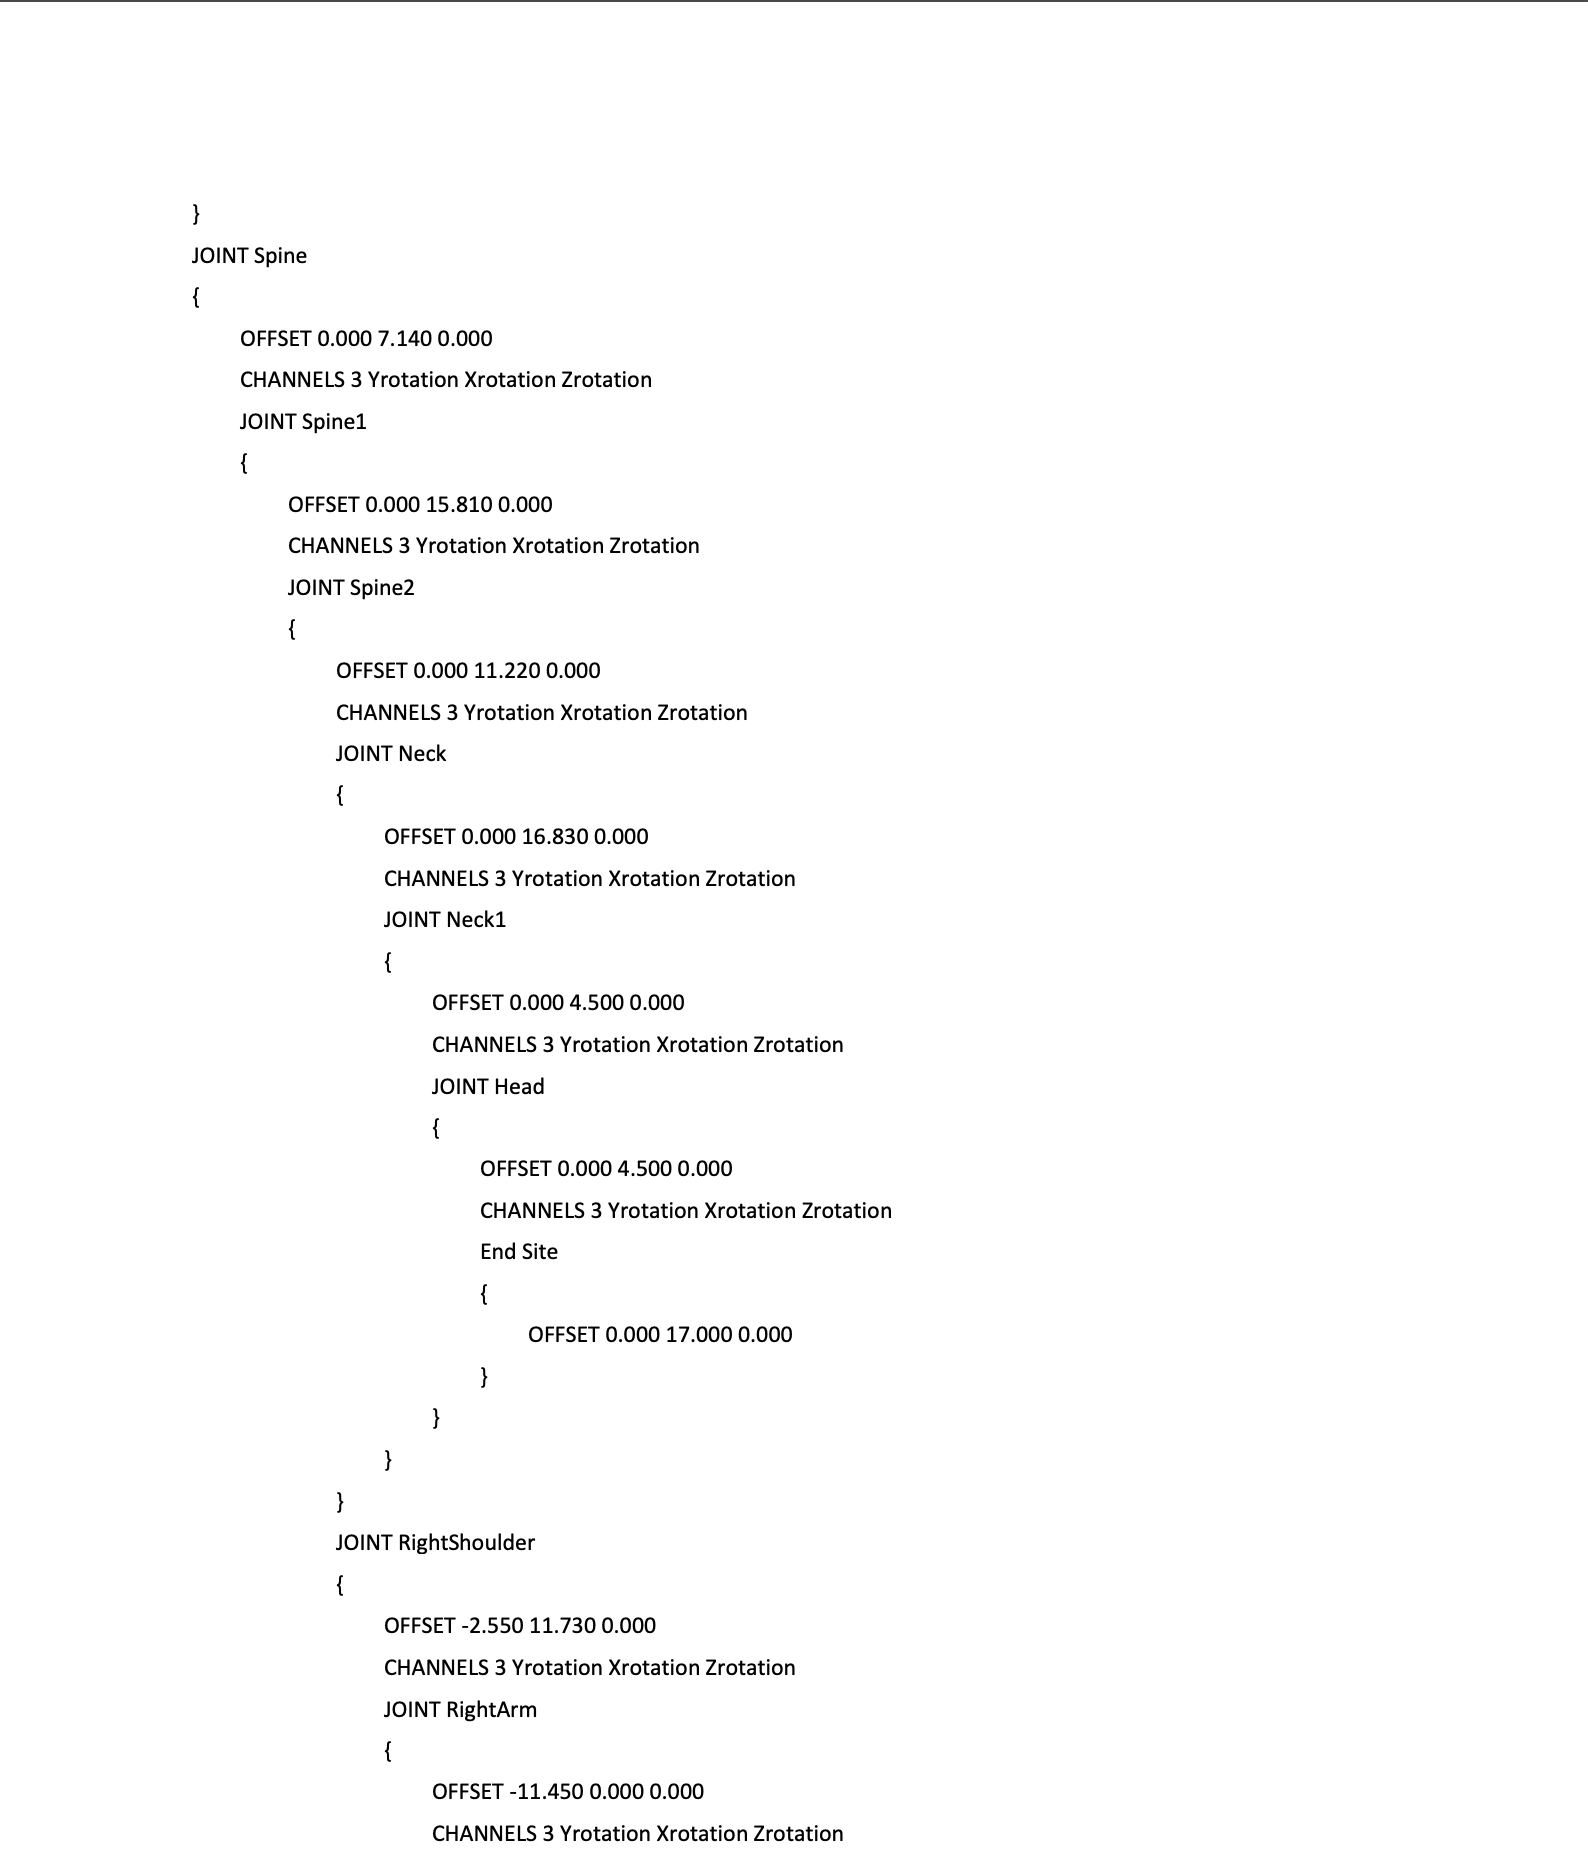 }
JOINT Spine
{
OFFSET 0.000 7.140 0.000
CHANNELS 3 Yrotation Xrotation Zrotation
JOINT Spine1
{
OFFSET 0.000 15.810 0.000
CHANNELS 3 Yrotation Xrotation Zrotation
JOINT Spine2
{
OFFSET 0.000 11.220 0.000
CHANNELS 3 Yrotation Xrotation Zrotation
JOINT Neck
{
OFFSET 0.000 16.830 0.000
CHANNELS 3 Yrotation Xrotation Zrotation
JOINT Neck1
{
OFFSET 0.000 4.500 0.000
CHANNELS 3 Yrotation Xrotation Zrotation
JOINT Head
{
OFFSET 0.000 4.500 0.000
CHANNELS 3 Yrotation Xrotation Zrotation
End Site
{
OFFSET 0.000 17.000 0.000
}
}
}
}
JOINT RightShoulder
{
OFFSET -2.550 11.730 0.000
CHANNELS 3 Yrotation Xrotation Zrotation
JOINT RightArm
{
OFFSET -11.450 0.000 0.000
CHANNELS 3 Yrotation Xrotation Zrotation